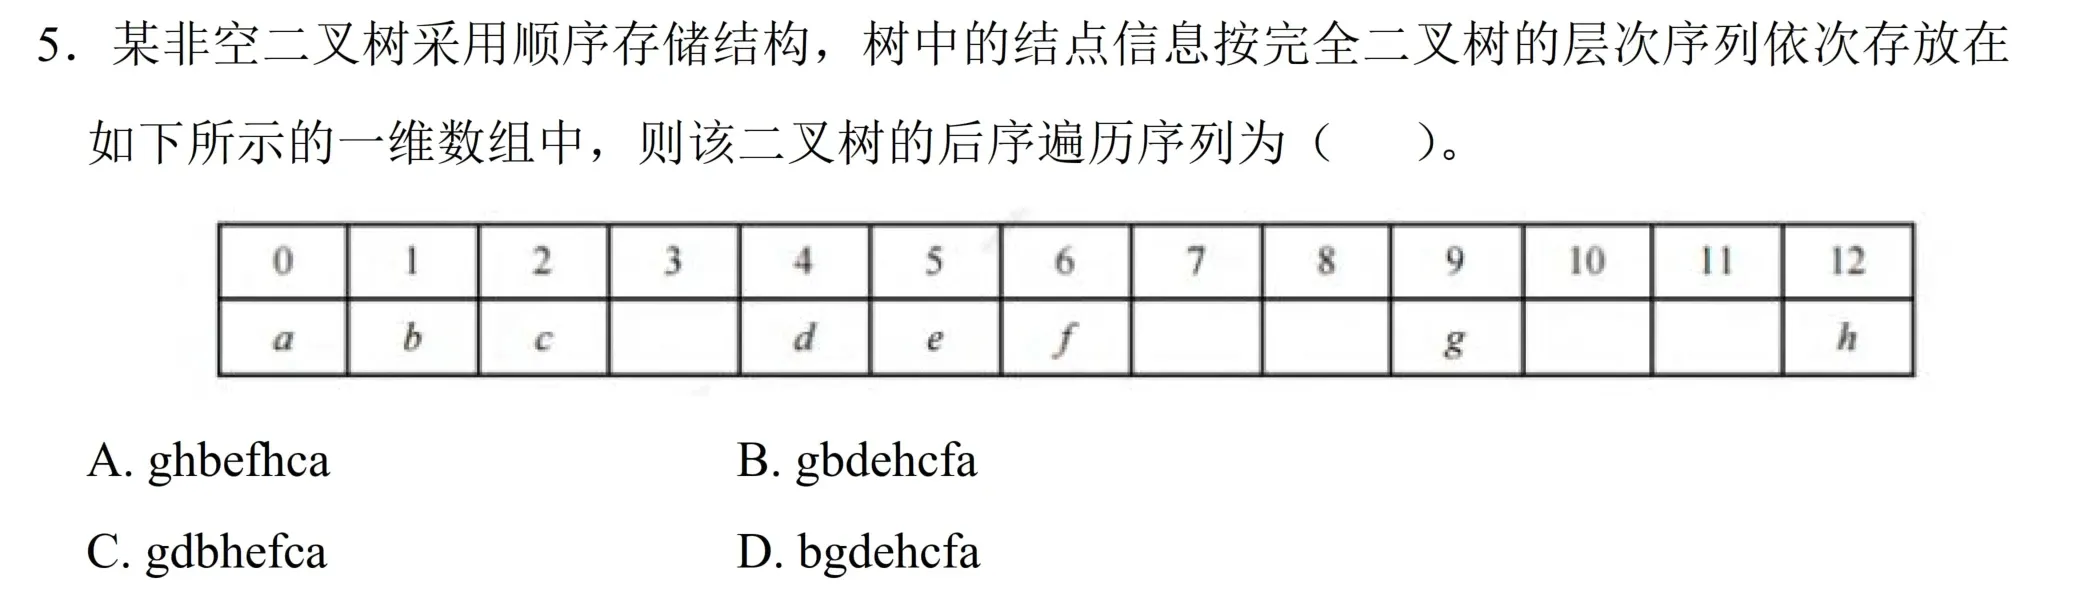 5. 某非空二叉树采用顺序存储结构，树中的结点信息按完全二叉树的层次序列依次存放在
如下所示的一维数组中，则该二叉树的后序遍历序列为（    ）。
0 1 2 3 4 5 6 7 8 9 10 11 12
a b c d e f g h
A. ghbefhca B. gbdehcfa
C. gdbhefca D. bgdehcfa